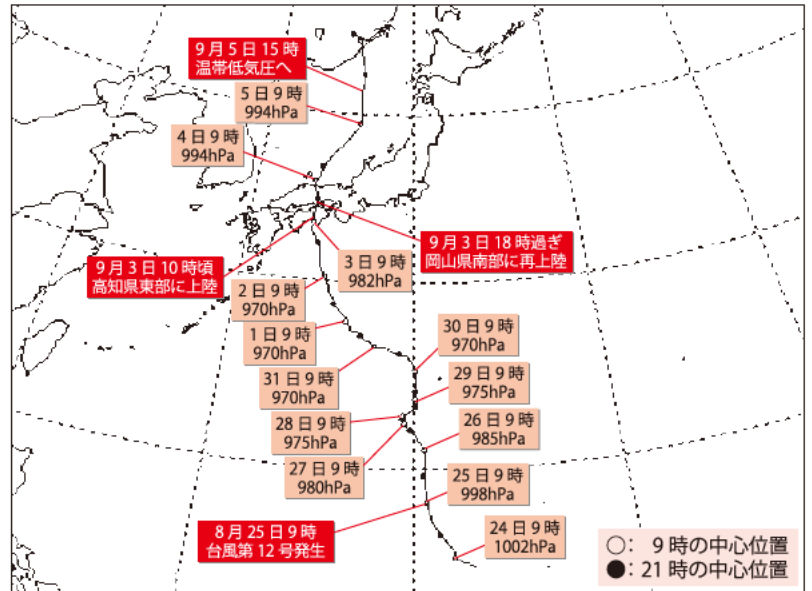 9月5日15時
温帯低気圧へ
5日9時
994hPa
4日9時
994hPa
9月3日18時過ぎ
岡山県南部に再上陸
9月3日10時頃
高知県東部に上陸
3日9時
982hPa
2日9時
970hPa
1日9時
970hPa
30日9時
970hPa
31日9時
970hPa
29日9時
975hPa
28日9時
975hPa
26日9時
985hPa
27日9時
980hPa
25日9時
998hPa
8月25日9時
台風第12号発生
24日9時
1002hPa
○： 9時の中心位置
●：21時の中心位置